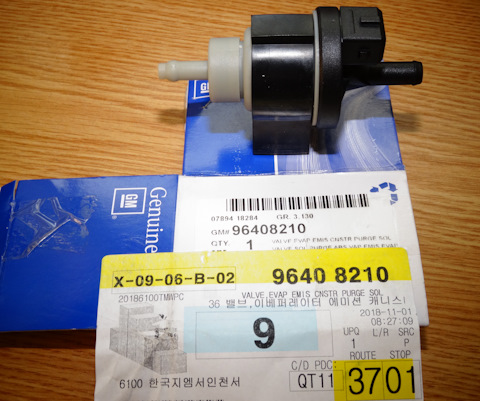 GM
Genuine
07894 18284 GR. 3.130
GM# 96408210
QTY 1 VALVE,EVAP EMIS CNSTR PURGE SOL
X-09-06-B-02 9640 8210
20186100TMWPC VALVE,EVAP EMIS CNSTR PURGE SOL
36 밸브,이베퍼레이터 에미션 캐니스
2018-11-01
08:27:09
9
UPQ L/R SRC
1 P
C/D PDC ROUTE STOP
6100 한국지엠서인천서 QT11 3701